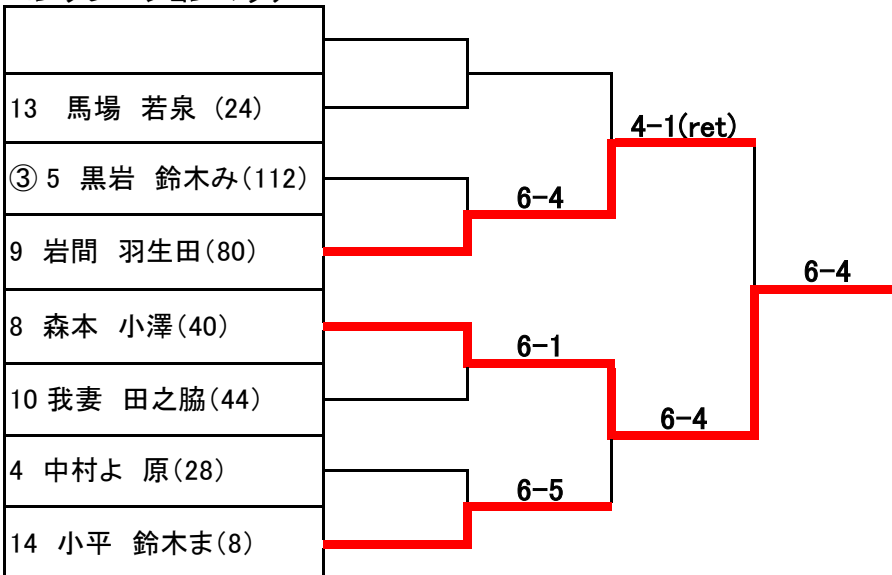 13 馬場 若泉 (24)
4-1(ret)
③ 5 黒岩 鈴木み(112)
6-4
9 岩間 羽生田(80)
6-4
8 森本 小澤(40)
6-1
10 我妻 田之脇(44)
6-4
4 中村よ 原(28)
6-5
14 小平 鈴木ま(8)